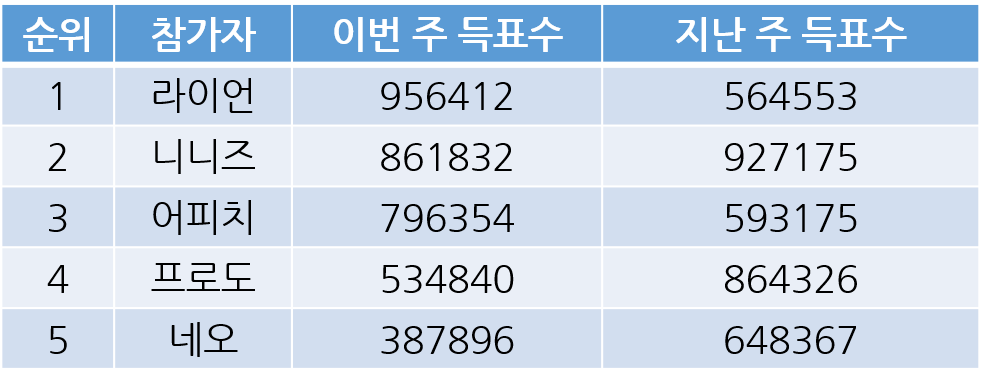 순위 참가자 이번 주 득표수 지난 주 득표수
1 라이언 956412 564553
2 니니즈 861832 927175
3 어피치 796354 593175
4 프로도 534840 864326
5 네오 387896 648367